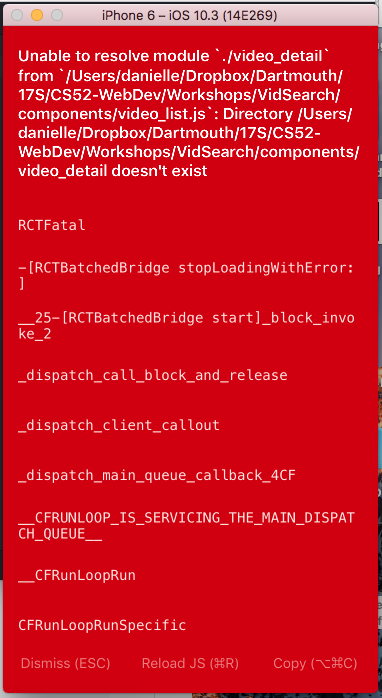 iPhone 6 – iOS 10.3 (14E269)
Unable to resolve module `./video_detail`
from `/Users/danielle/Dropbox/Dartmouth/
17S/CS52-WebDev/Workshops/VidSearch/
components/video_list.js`: Directory /Users/
danielle/Dropbox/Dartmouth/17S/CS52-
WebDev/Workshops/VidSearch/components/
video_detail doesn't exist
RCTFatal
-[RCTBatchedBridge stopLoadingWithError:
]
__25-[RCTBatchedBridge start]_block_invo
ke_2
_dispatch_call_block_and_release
_dispatch_client_callout
_dispatch_main_queue_callback_4CF
__CFRUNLOOP_IS_SERVICING_THE_MAIN_DISPAT
CH_QUEUE__
__CFRunLoopRun
CFRunLoopRunSpecific
Dismiss (ESC) Reload JS (⌘R) Copy (⌥⌘C)